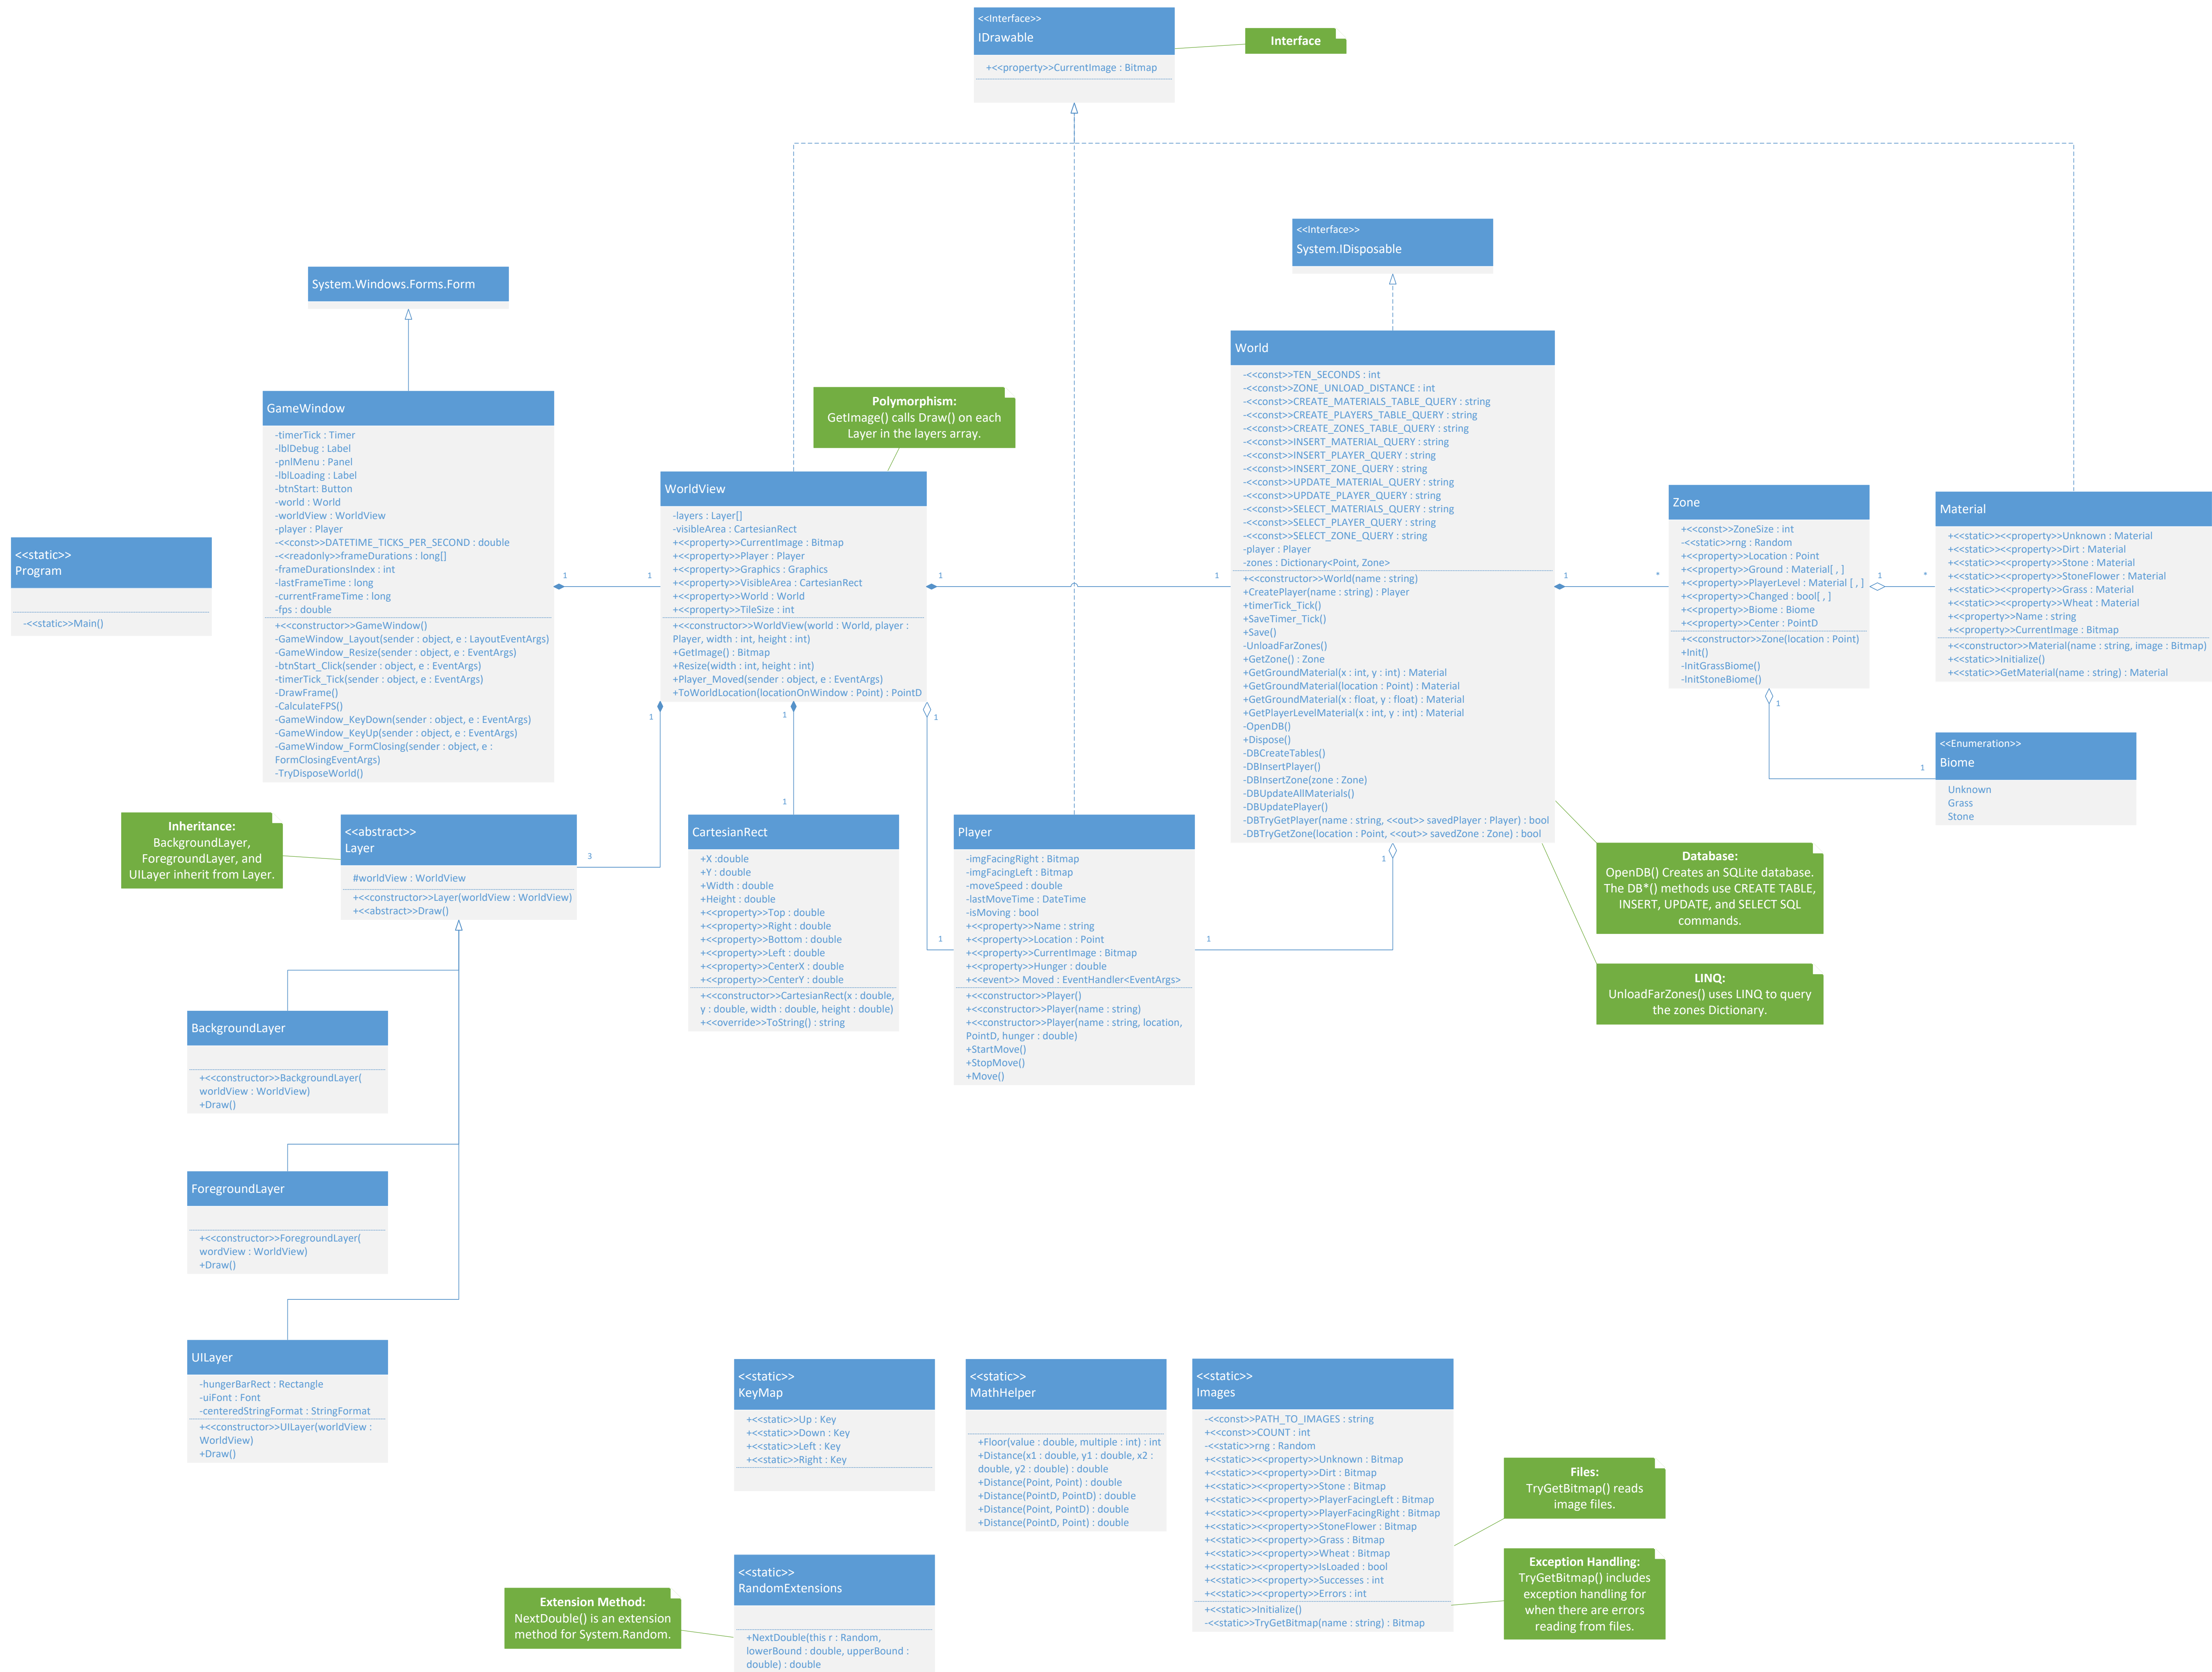 <<Interface>>
IDrawable
+<<property>>CurrentImage : Bitmap
Interface
<<Interface>>
System.IDisposable
System.Windows.Forms.Form
World
-<<const>>TEN_SECONDS : int
-<<const>>ZONE_UNLOAD_DISTANCE : int
-<<const>>CREATE_MATERIALS_TABLE_QUERY : string
-<<const>>CREATE_PLAYERS_TABLE_QUERY : string
-<<const>>CREATE_ZONES_TABLE_QUERY : string
-<<const>>INSERT_MATERIAL_QUERY : string
-<<const>>INSERT_PLAYER_QUERY : string
-<<const>>INSERT_ZONE_QUERY : string
-<<const>>UPDATE_MATERIAL_QUERY : string
-<<const>>UPDATE_PLAYER_QUERY : string
-<<const>>SELECT_MATERIALS_QUERY : string
-<<const>>SELECT_PLAYER_QUERY : string
-<<const>>SELECT_ZONE_QUERY : string
-player : Player
-zones : Dictionary<Point, Zone>
+<<constructor>>World(name : string)
+CreatePlayer(name : string) : Player
+timerTick_Tick()
+SaveTimer_Tick()
+Save()
-UnloadFarZones()
+GetZone() : Zone
+GetGroundMaterial(x : int, y : int) : Material
+GetGroundMaterial(location : Point) : Material
+GetGroundMaterial(x : float, y : float) : Material
+GetPlayerLevelMaterial(x : int, y : int) : Material
-OpenDB()
+Dispose()
-DBCreateTables()
-DBInsertPlayer()
-DBInsertZone(zone : Zone)
-DBUpdateAllMaterials()
-DBUpdatePlayer()
-DBTryGetPlayer(name : string, <<out>> savedPlayer : Player) : bool
-DBTryGetZone(location : Point, <<out>> savedZone : Zone) : bool
GameWindow
-timerTick : Timer
-lblDebug : Label
-pnlMenu : Panel
-lblLoading : Label
-btnStart: Button
-world : World
-worldView : WorldView
-player : Player
-<<const>>DATETIME_TICKS_PER_SECOND : double
-<<readonly>>frameDurations : long[]
-frameDurationsIndex : int
-lastFrameTime : long
-currentFrameTime : long
-fps : double
+<<constructor>>GameWindow()
-GameWindow_Layout(sender : object, e : LayoutEventArgs)
-GameWindow_Resize(sender : object, e : EventArgs)
-btnStart_Click(sender : object, e : EventArgs)
-timerTick_Tick(sender : object, e : EventArgs)
-DrawFrame()
-CalculateFPS()
-GameWindow_KeyDown(sender : object, e : EventArgs)
-GameWindow_KeyUp(sender : object, e : EventArgs)
-GameWindow_FormClosing(sender : object, e :
FormClosingEventArgs)
-TryDisposeWorld()
Polymorphism:
GetImage() calls Draw() on each
Layer in the layers array.
WorldView
-layers : Layer[]
-visibleArea : CartesianRect
+<<property>>CurrentImage : Bitmap
+<<property>>Player : Player
+<<property>>Graphics : Graphics
+<<property>>VisibleArea : CartesianRect
+<<property>>World : World
+<<property>>TileSize : int
+<<constructor>>WorldView(world : World, player :
Player, width : int, height : int)
+GetImage() : Bitmap
+Resize(width : int, height : int)
+Player_Moved(sender : object, e : EventArgs)
+ToWorldLocation(locationOnWindow : Point) : PointD
Zone
+<<const>>ZoneSize : int
-<<static>>rng : Random
+<<property>>Location : Point
+<<property>>Ground : Material[ , ]
+<<property>>PlayerLevel : Material [ , ]
+<<property>>Changed : bool[ , ]
+<<property>>Biome : Biome
+<<property>>Center : PointD
+<<constructor>>Zone(location : Point)
+Init()
-InitGrassBiome()
-InitStoneBiome()
Material
+<<static>><<property>>Unknown : Material
+<<static>><<property>>Dirt : Material
+<<static>><<property>>Stone : Material
+<<static>><<property>>StoneFlower : Material
+<<static>><<property>>Grass : Material
+<<static>><<property>>Wheat : Material
+<<property>>Name : string
+<<property>>CurrentImage : Bitmap
+<<constructor>>Material(name : string, image : Bitmap)
+<<static>>Initialize()
+<<static>>GetMaterial(name : string) : Material
<<static>>
Program
-<<static>>Main()
1
1
1
1
1
*
1
*
1
1
1
1
1
<<Enumeration>>
Biome
Unknown
Grass
Stone
Inheritance:
BackgroundLayer,
ForegroundLayer, and
UILayer inherit from Layer.
<<abstract>>
Layer
#worldView : WorldView
+<<constructor>>Layer(worldView : WorldView)
+<<abstract>>Draw()
3
1
CartesianRect
+X :double
+Y : double
+Width : double
+Height : double
+<<property>>Top : double
+<<property>>Right : double
+<<property>>Bottom : double
+<<property>>Left : double
+<<property>>CenterX : double
+<<property>>CenterY : double
+<<constructor>>CartesianRect(x : double,
y : double, width : double, height : double)
+<<override>>ToString() : string
1
Player
-imgFacingRight : Bitmap
-imgFacingLeft : Bitmap
-moveSpeed : double
-lastMoveTime : DateTime
-isMoving : bool
+<<property>>Name : string
+<<property>>Location : Point
+<<property>>CurrentImage : Bitmap
+<<property>>Hunger : double
+<<event>> Moved : EventHandler<EventArgs>
+<<constructor>>Player()
+<<constructor>>Player(name : string)
+<<constructor>>Player(name : string, location,
PointD, hunger : double)
+StartMove()
+StopMove()
+Move()
1
1
Database:
OpenDB() Creates an SQLite database.
The DB*() methods use CREATE TABLE,
INSERT, UPDATE, and SELECT SQL
commands.
LINQ:
UnloadFarZones() uses LINQ to query
the zones Dictionary.
BackgroundLayer
+<<constructor>>BackgroundLayer(
worldView : WorldView)
+Draw()
ForegroundLayer
+<<constructor>>ForegroundLayer(
wordView : WorldView)
+Draw()
UILayer
-hungerBarRect : Rectangle
-uiFont : Font
-centeredStringFormat : StringFormat
+<<constructor>>UILayer(worldView :
WorldView)
+Draw()
<<static>>
KeyMap
+<<static>>Up : Key
+<<static>>Down : Key
+<<static>>Left : Key
+<<static>>Right : Key
<<static>>
MathHelper
+Floor(value : double, multiple : int) : int
+Distance(x1 : double, y1 : double, x2 :
double, y2 : double) : double
+Distance(Point, Point) : double
+Distance(PointD, PointD) : double
+Distance(Point, PointD) : double
+Distance(PointD, Point) : double
<<static>>
Images
-<<const>>PATH_TO_IMAGES : string
+<<const>>COUNT : int
-<<static>>rng : Random
+<<static>><<property>>Unknown : Bitmap
+<<static>><<property>>Dirt : Bitmap
+<<static>><<property>>Stone : Bitmap
+<<static>><<property>>PlayerFacingLeft : Bitmap
+<<static>><<property>>PlayerFacingRight : Bitmap
+<<static>><<property>>StoneFlower : Bitmap
+<<static>><<property>>Grass : Bitmap
+<<static>><<property>>Wheat : Bitmap
+<<static>><<property>>IsLoaded : bool
+<<static>><<property>>Successes : int
+<<static>><<property>>Errors : int
+<<static>>Initialize()
-<<static>>TryGetBitmap(name : string) : Bitmap
Files:
TryGetBitmap() reads
image files.
Exception Handling:
TryGetBitmap() includes
exception handling for
when there are errors
reading from files.
Extension Method:
NextDouble() is an extension
method for System.Random.
<<static>>
RandomExtensions
+NextDouble(this r : Random,
lowerBound : double, upperBound :
double) : double